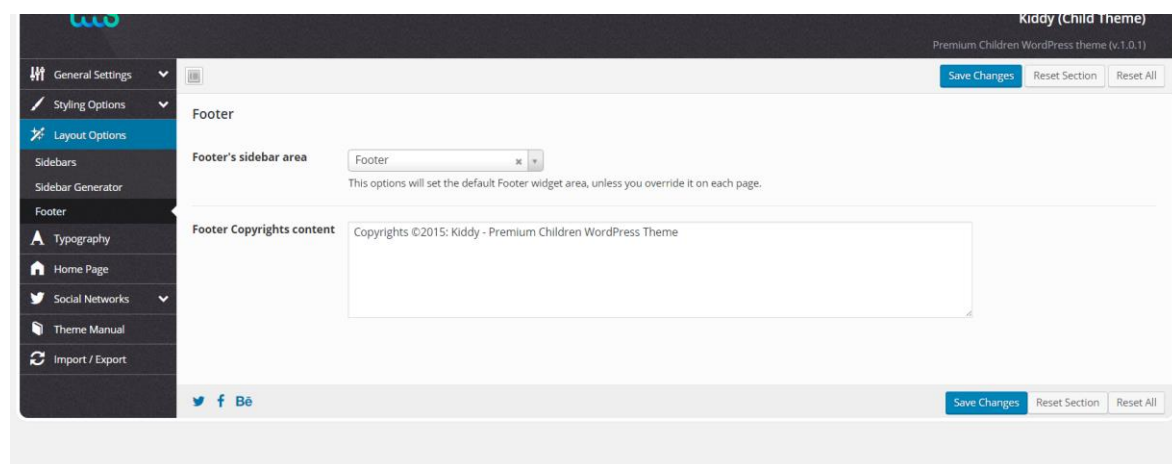 Kiddy (Child Theme)
Premium Children WordPress theme (v.1.0.1)
General Settings
Styling Options
Layout Options
Sidebars
Sidebar Generator
Footer
Typography
Home Page
Social Networks
Theme Manual
Import / Export
Save Changes Reset Section Reset All
Footer
Footer's sidebar area Footer
This options will set the default Footer widget area, unless you override it on each page.
Footer Copyrights content Copyrights ©2015: Kiddy - Premium Children WordPress Theme
Save Changes Reset Section Reset All